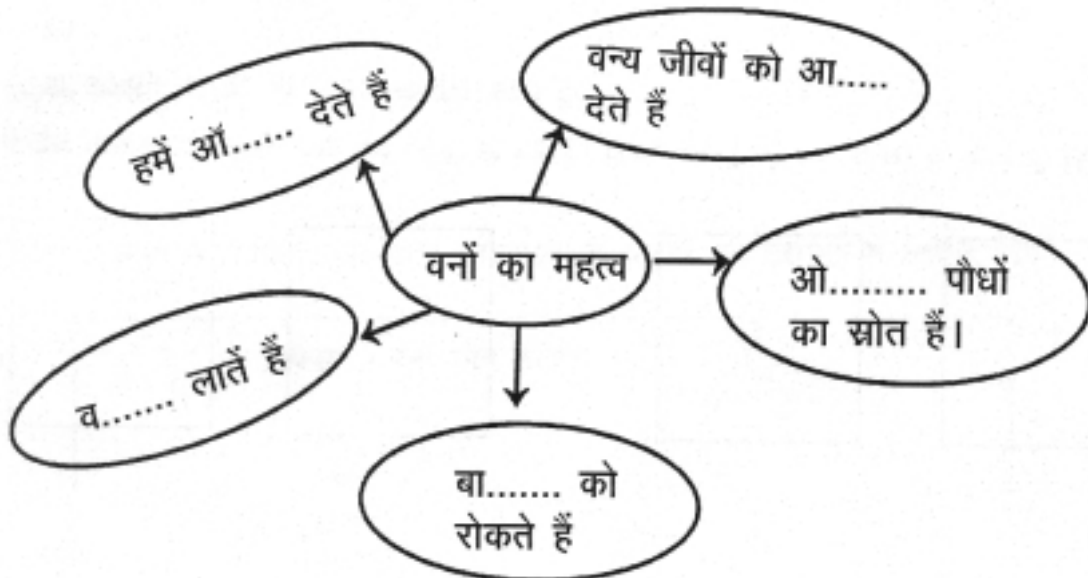 हमें ऑ...... देते हैं
वन्य जीवों को आ.....
देते हैं
वनों का महत्व
ओ......... पौधों
का स्रोत हैं।
व....... लातें हैं
बा....... को
रोकते हैं